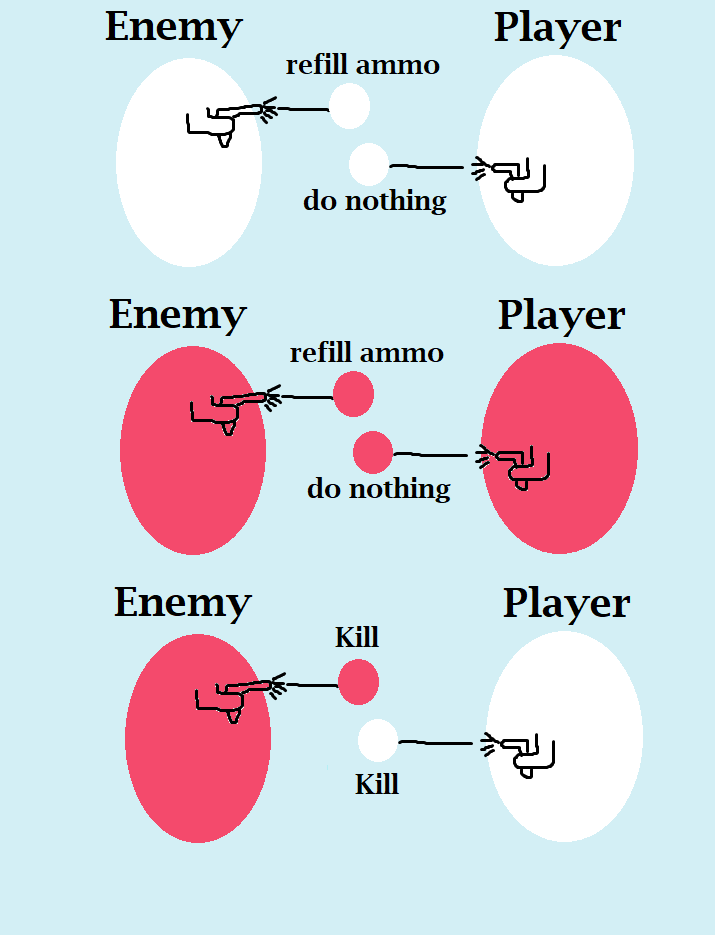 Enemy
Player
refill ammo
do nothing
Enemy
Player
refill ammo
do nothing
Enemy
Player
Kill
Kill